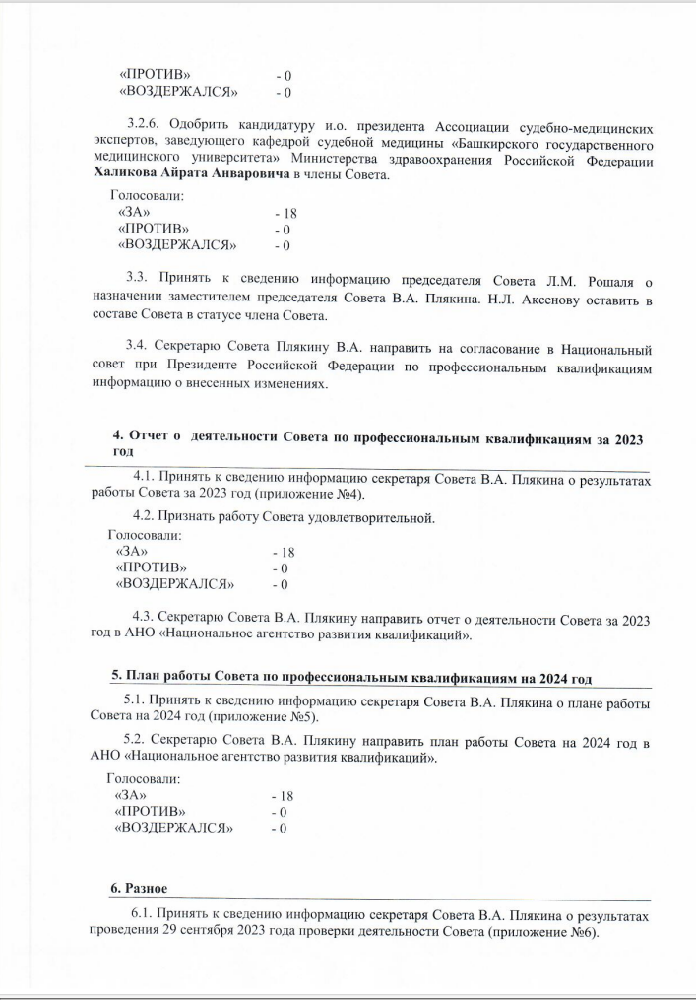 «ПРОТИВ» - 0
«ВОЗДЕРЖАЛСЯ» - 0
3.2.6. Одобрить кандидатуру и.о. президента Ассоциации судебно-медицинских
экспертов, заведующего кафедрой судебной медицины «Башкирского государственного
медицинского университета» Министерства здравоохранения Российской Федерации
Халикова Айрата Анваровича в члены Совета.
Голосовали:
«ЗА» - 18
«ПРОТИВ» - 0
«ВОЗДЕРЖАЛСЯ» - 0
3.3. Принять к сведению информацию председателя Совета Л.М. Рошаля о
назначении заместителем председателя Совета В.А. Плякина. Н.Л. Аксенову оставить в
составе Совета в статусе члена Совета.
3.4. Секретарю Совета Плякину В.А. направить на согласование в Национальный
совет при Президенте Российской Федерации по профессиональным квалификациям
информацию о внесенных изменениях.
4. Отчет о деятельности Совета по профессиональным квалификациям за 2023
год
4.1. Принять к сведению информацию секретаря Совета В.А. Плякина о результатах
работы Совета за 2023 год (приложение №4).
4.2. Признать работу Совета удовлетворительной.
Голосовали:
«ЗА» - 18
«ПРОТИВ» - 0
«ВОЗДЕРЖАЛСЯ» - 0
4.3. Секретарю Совета В.А. Плякину направить отчет о деятельности Совета за 2023
год в АНО «Национальное агентство развития квалификаций».
5. План работы Совета по профессиональным квалификациям на 2024 год
5.1. Принять к сведению информацию секретаря Совета В.А. Плякина о плане работы
Совета на 2024 год (приложение №5).
5.2. Секретарю Совета В.А. Плякину направить план работы Совета на 2024 год в
АНО «Национальное агентство развития квалификаций».
Голосовали:
«ЗА» - 18
«ПРОТИВ» - 0
«ВОЗДЕРЖАЛСЯ» - 0
6. Разное
6.1. Принять к сведению информацию секретаря Совета В.А. Плякина о результатах
проведения 29 сентября 2023 года проверки деятельности Совета (приложение №6).